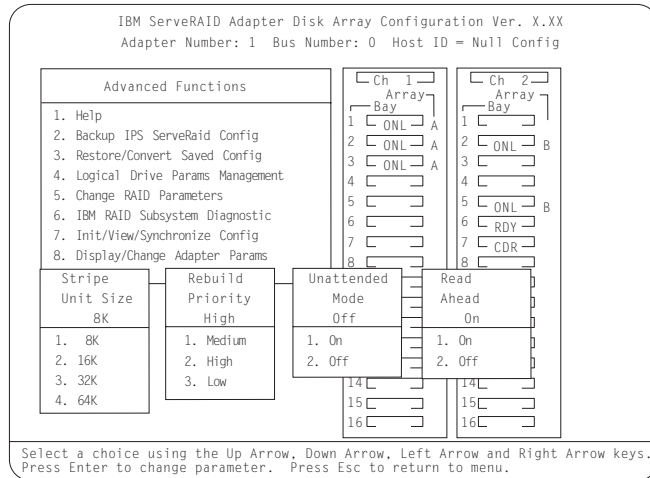 IBM ServeRAID Adapter Disk Array Configuration Ver. X.XX
Adapter Number: 1 Bus Number: 0 Host ID = Null Config
Advanced Functions
1. Help
2. Backup IPS ServeRaid Config
3. Restore/Convert Saved Config
4. Logical Drive Params Management
5. Change RAID Parameters
6. IBM RAID Subsystem Diagnostic
7. Init/View/Synchronize Config
8. Display/Change Adapter Params
Ch 1
Array
Bay
1 ONL A
2 ONL A
3 ONL A
4
5
6
7
8
14
15
16
Ch 2
Array
Bay
1
2 ONL B
3
4
5 ONL B
6 RDY
7 CDR
8
14
15
16
Stripe
Unit Size
8K
1. 8K
2. 16K
3. 32K
4. 64K
Rebuild
Priority
High
1. Medium
2. High
3. Low
Unattended
Mode
Off
1. On
2. Off
Read
Ahead
On
1. On
2. Off
Select a choice using the Up Arrow, Down Arrow, Left Arrow and Right Arrow keys.
Press Enter to change parameter. Press Esc to return to menu.